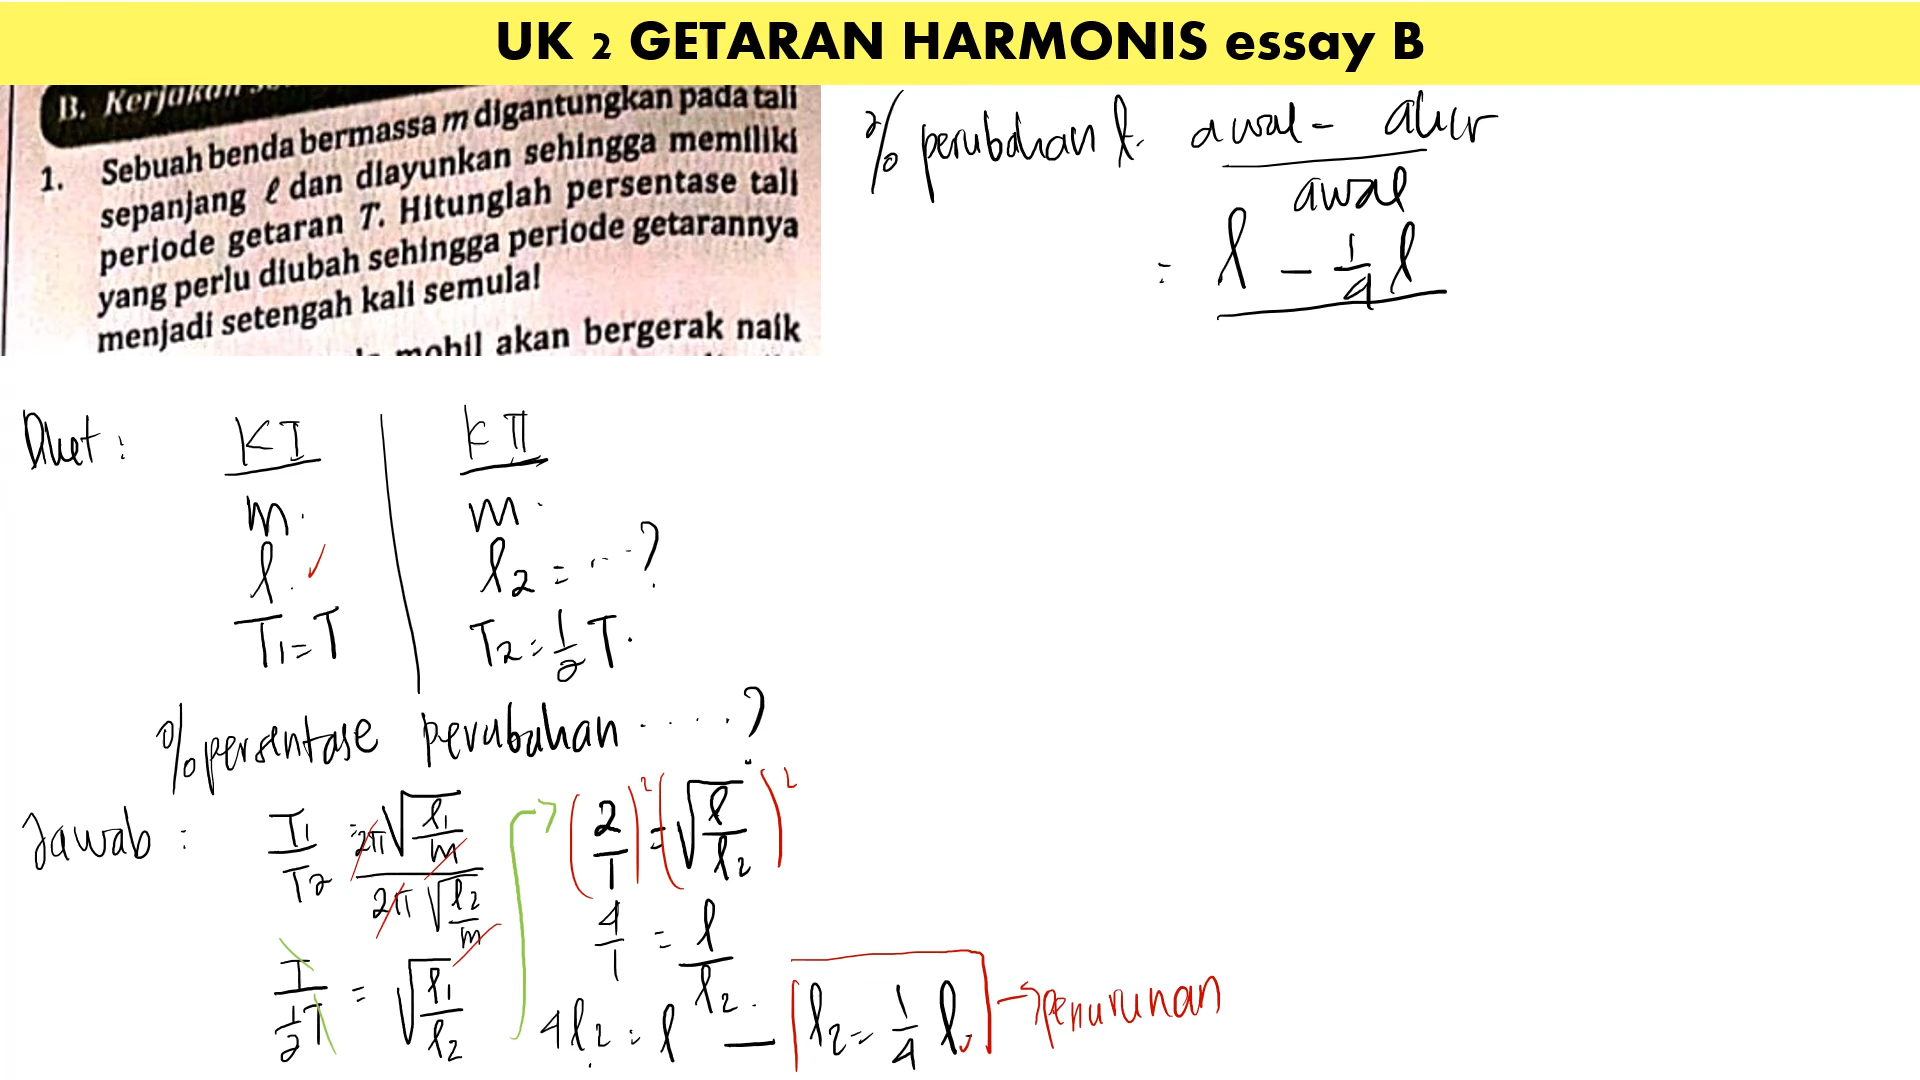 UK 2 GETARAN HARMONIS essay B
B. Kerjakan
1. Sebuah benda bermassa m digantungkan pada tali
sepanjang ℓ dan diayunkan sehingga memiliki
periode getaran T. Hitunglah persentase tali
yang perlu diubah sehingga periode getarannya
menjadi setengah kali semula!
mobil akan bergerak naik
% perubahan l = (awal - akhir) / awal
= l - 1/4 l
Diket :
KI | KII
m. | m.
l. ✓ | l2 = ...?
T1 = T | T2 = 1/2 T.
% persentase perubahan .....?
Jawab :
T1/T2 = 2π√(l1/m) / 2π√(l2/m)
T / (1/2 T) = √(l1/l2)
(2/1)² = (√(l/l2))²
4/1 = l/l2
4l2 = l — l2 = 1/4 l → penurunan